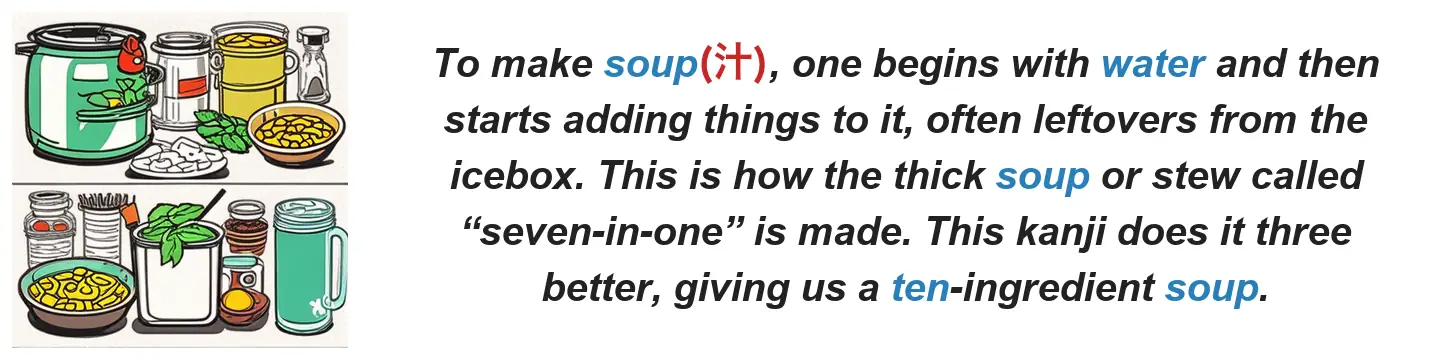 To make soup(汁), one begins with water and then
starts adding things to it, often leftovers from the
icebox. This is how the thick soup or stew called
“seven-in-one” is made. This kanji does it three
better, giving us a ten-ingredient soup.